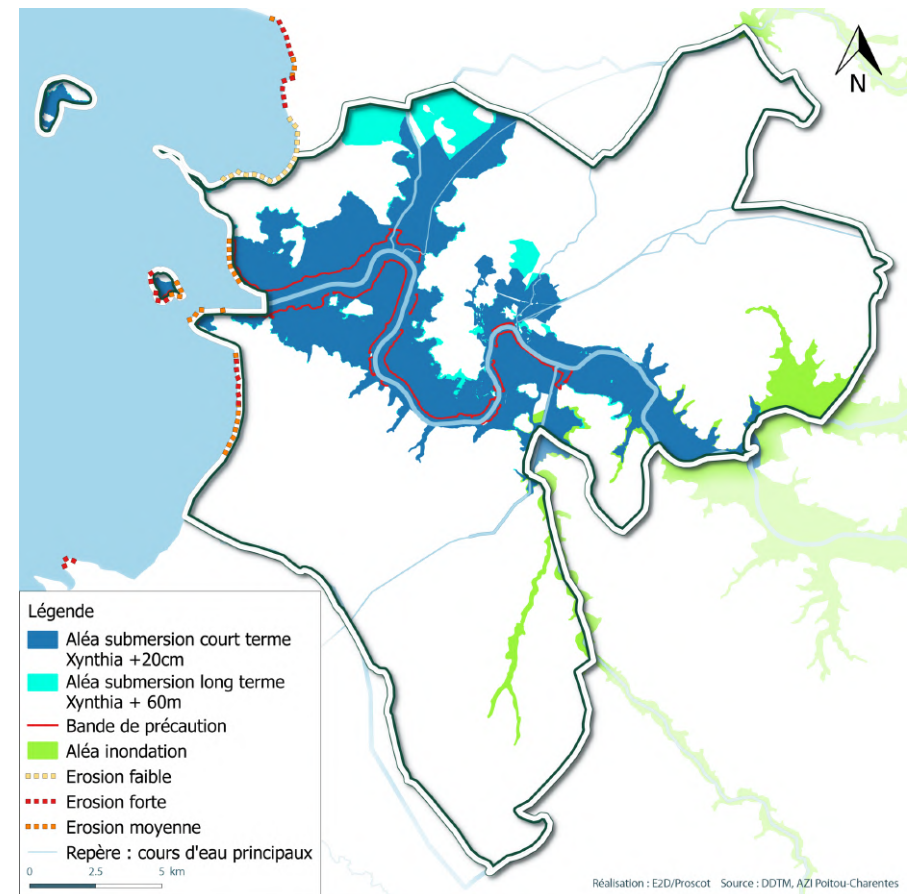 N
Légende
Aléa submersion court terme
Xynthia +20cm
Aléa submersion long terme
Xynthia + 60m
Bande de précaution
Aléa inondation
Erosion faible
Erosion forte
Erosion moyenne
Repère : cours d'eau principaux
0 2.5 5 km
Réalisation : E2D/Proscot Source : DDTM, AZI Poitou-Charentes